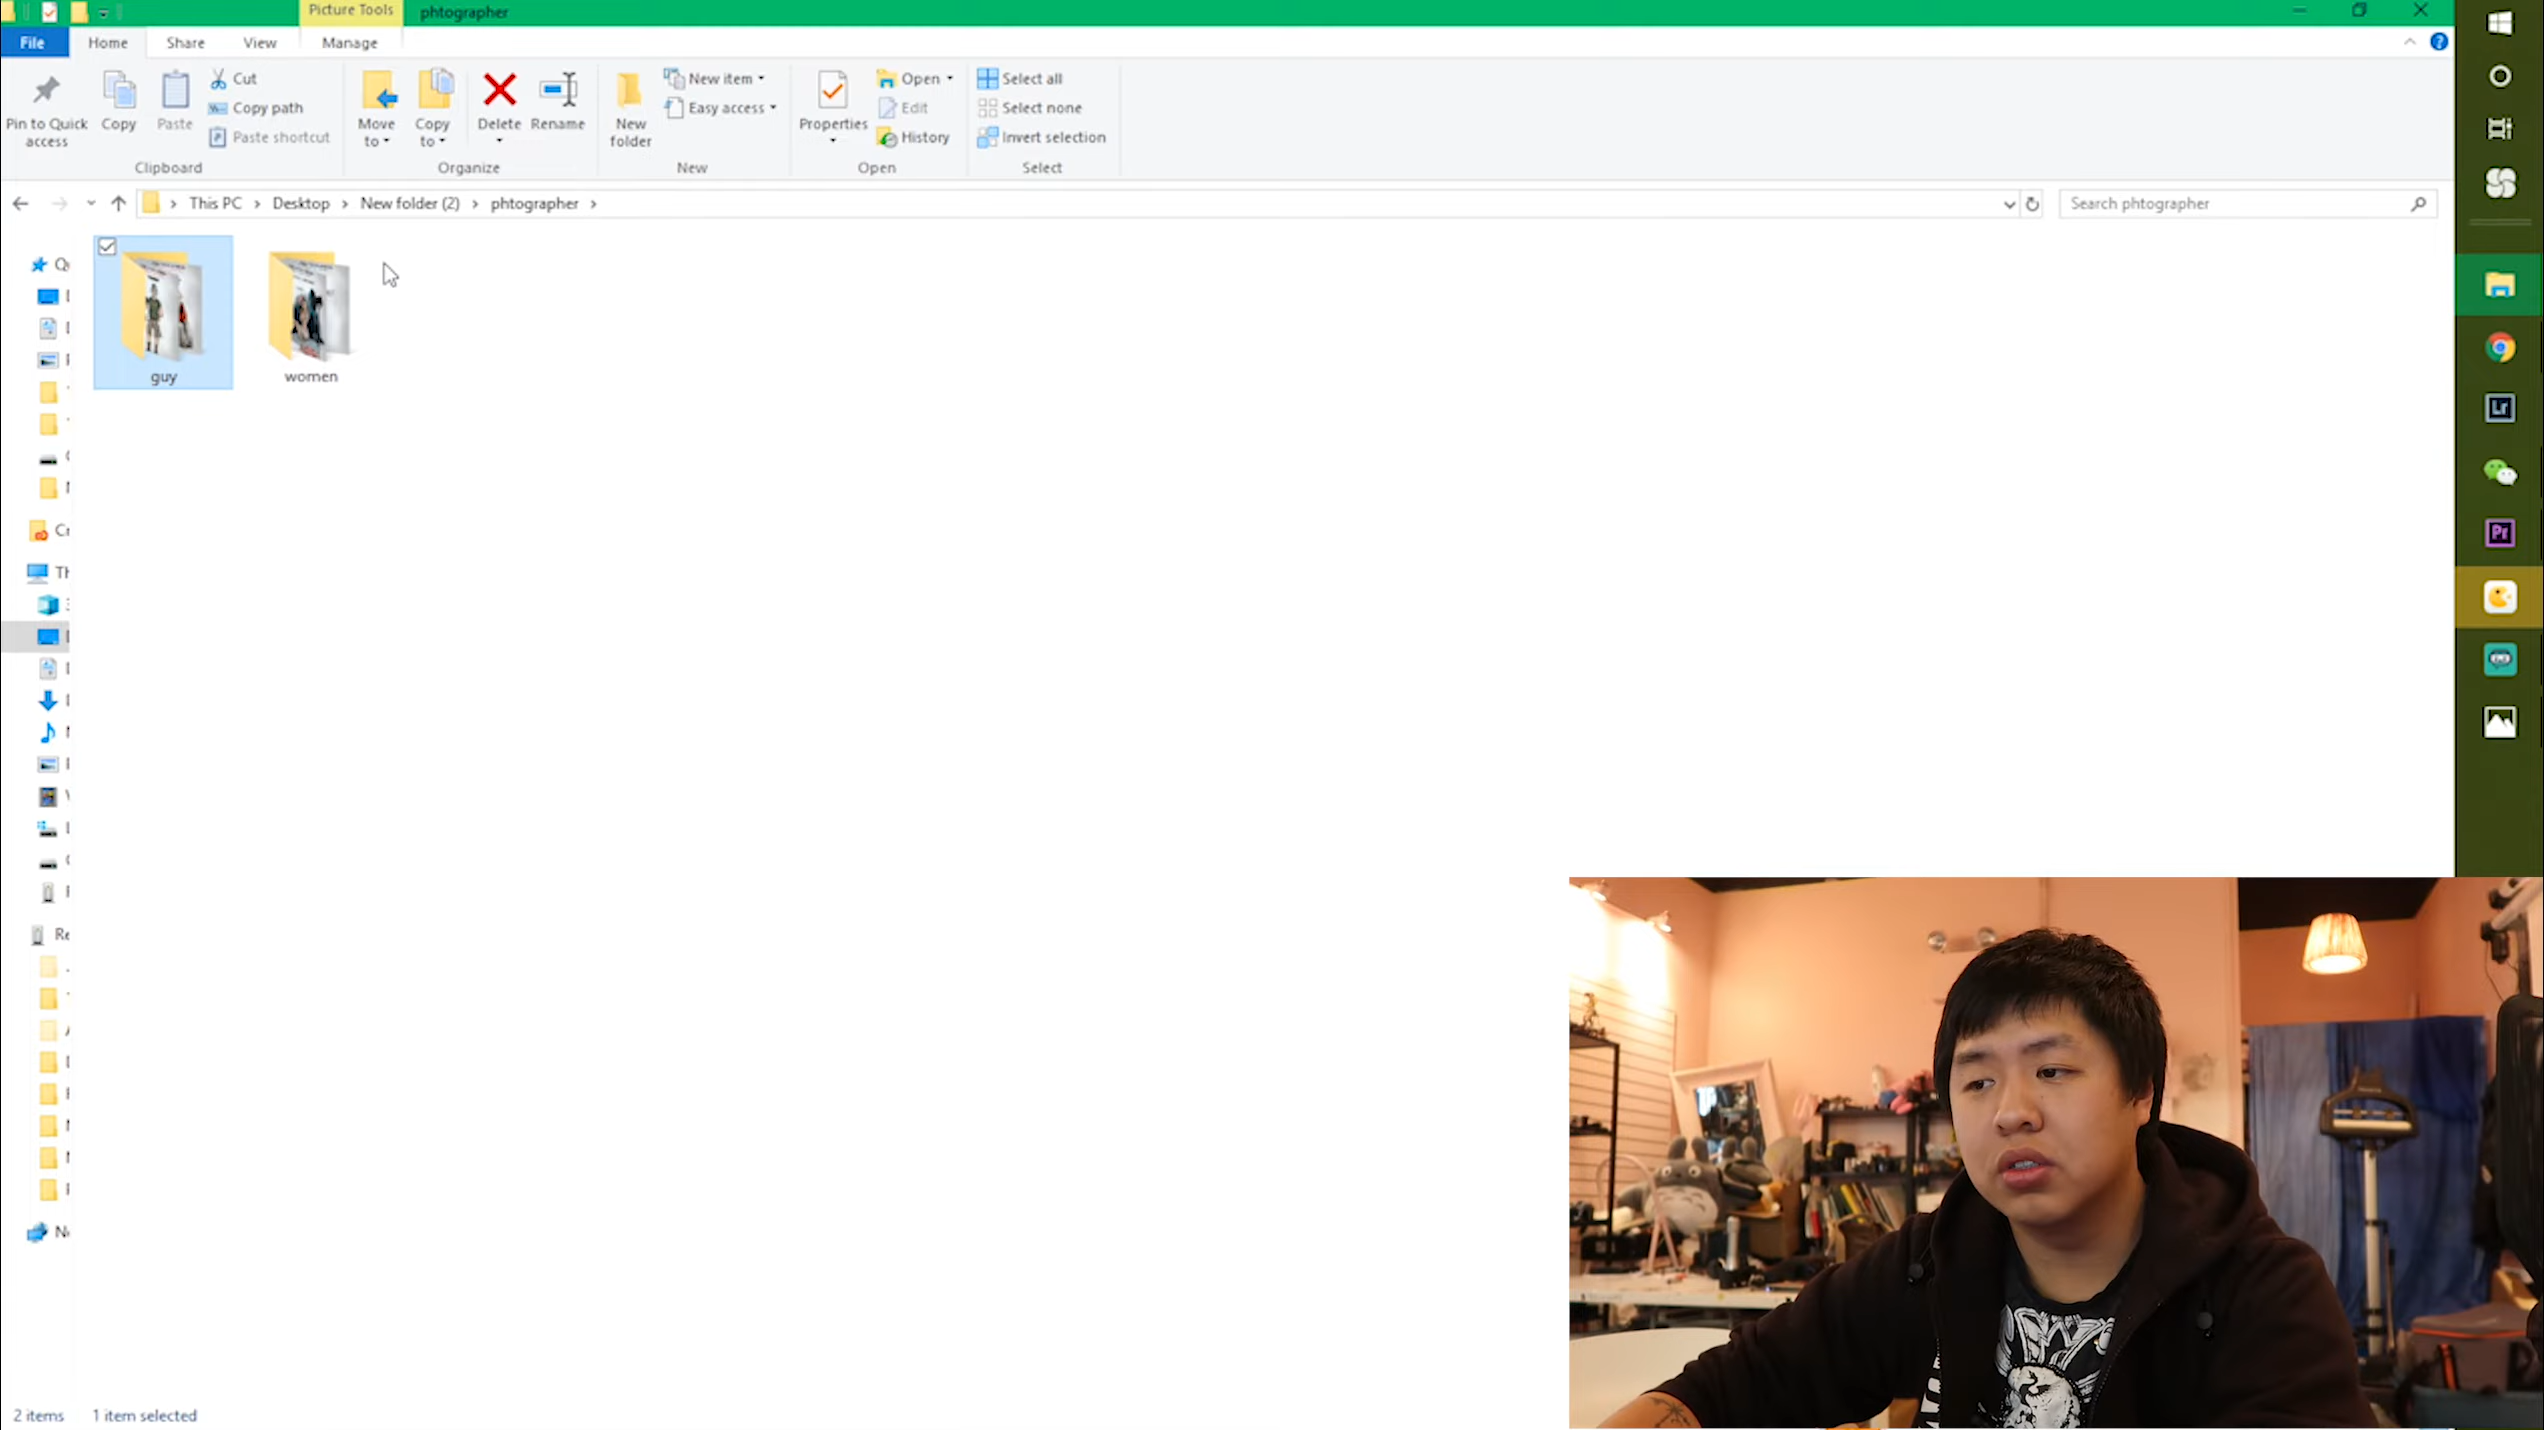 Picture Tools phtographer
File Home Share View Manage
Pin to Quick access
Copy
Paste
Cut
Copy path
Paste shortcut
Clipboard
Move to
Copy to
Delete
Rename
Organize
New folder
New item
Easy access
New
Properties
Open
Edit
History
Open
Select all
Select none
Invert selection
Select
This PC > Desktop > New folder (2) > phtographer >
Search phtographer
guy
women
Lr
Pr
2 items 1 item selected